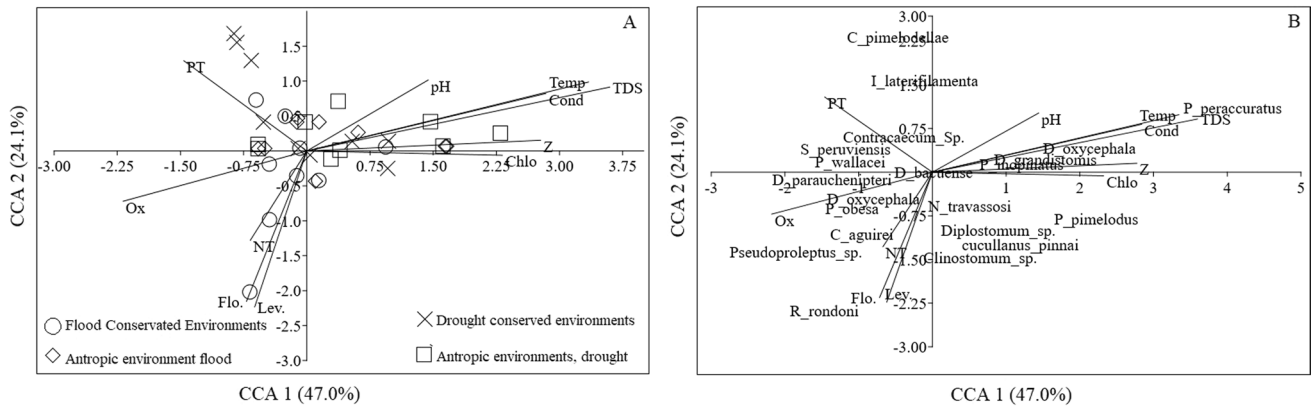 A
CCA 2 (24.1%)
1.5
1.0
0.5
-0.5
-1.0
-1.5
-2.0
-2.5
-3.0
-3.00
-2.25
-1.50
-0.75
0.75
1.50
2.25
3.00
3.75
PT
pH
Temp
TDS
Cond
Z
Chlo
Ox
NT
Flo.
Lev.
Flood Conservated Environments
Drought conserved environments
Antropic environment flood
Antropic environments, drought
CCA 1 (47.0%)
B
CCA 2 (24.1%)
3.00
2.25
1.50
0.75
-0.75
-1.50
-2.25
-3.00
-3
-2
-1
1
2
3
4
5
C_pimelodellae
I_laterifilamenta
PT
pH
Temp
P_peraccuratus
TDS
Cond
Contracaecum_Sp.
S_peruviensis
D_oxycephala
P_wallacei
D_grandistomis
Z
D_parauchenipteri
Chlo
D_oxycephala
P_obesa
N_travassosi
Ox
P_pimelodus
C_aguirei
Diplostomum_sp.
cucullanus_pinnai
Pseudoproleptus_sp.
NT
Clinostomum_sp.
Flo.
Lev.
R_rondoni
CCA 1 (47.0%)